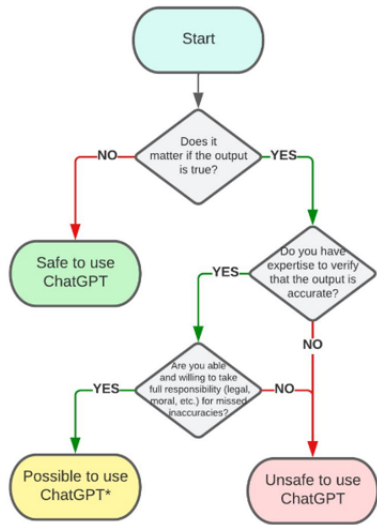 Start
Does it
matter if the output
is true?
NO
YES
Safe to use
ChatGPT
Do you have
expertise to verify
that the output is
accurate?
YES
NO
Are you able
and willing to take
full responsibility (legal,
moral, etc.) for missed
inaccuracies?
YES
NO
Possible to use
ChatGPT*
Unsafe to use
ChatGPT